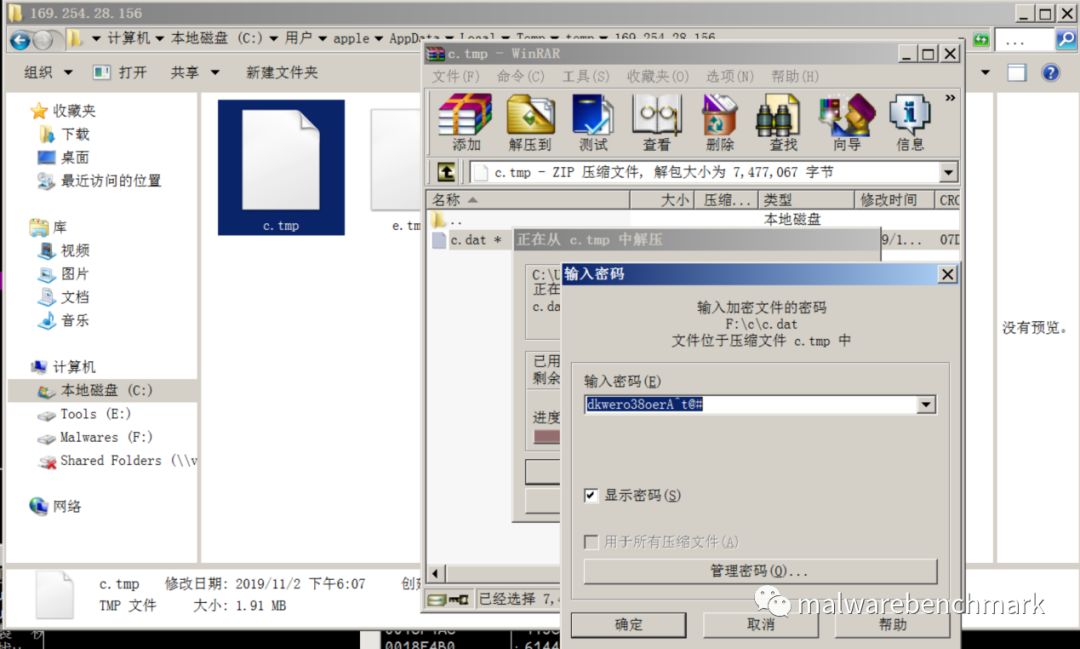 169.254.28.156
计算机 本地磁盘 (C:) 用户 apple AppData Local Temp temp 169.254.28.156
...
组织 打开 共享 新建文件夹
收藏夹
下载
桌面
最近访问的位置
库
视频
图片
文档
音乐
计算机
本地磁盘 (C:)
Tools (E:)
Malwares (F:)
Shared Folders (\\v
网络
c.tmp
e.tm
没有预览。
c.tmp 修改日期: 2019/11/2 下午6:07
TMP 文件 大小: 1.91 MB
c.tmp - WinRAR
文件(F) 命令(C) 工具(S) 收藏夹(O) 选项(N) 帮助(H)
添加 解压到 测试 查看 删除 查找 向导 信息
c.tmp - ZIP 压缩文件, 解包大小为 7,477,067 字节
名称 大小 压缩... 类型 修改时间 CRC
.. 本地磁盘
c.dat * 9/1... 07D
已经选择 7,4
正在从 c.tmp 中解压
C:\U
正在
c.da
已用
剩余
进度
输入密码
输入加密文件的密码
F:\c\c.dat
文件位于压缩文件 c.tmp 中
输入密码(E)
dkwero38oerA^t@#
显示密码(S)
用于所有压缩文件(A)
管理密码(O)...
确定 取消 帮助
malwarebenchmark